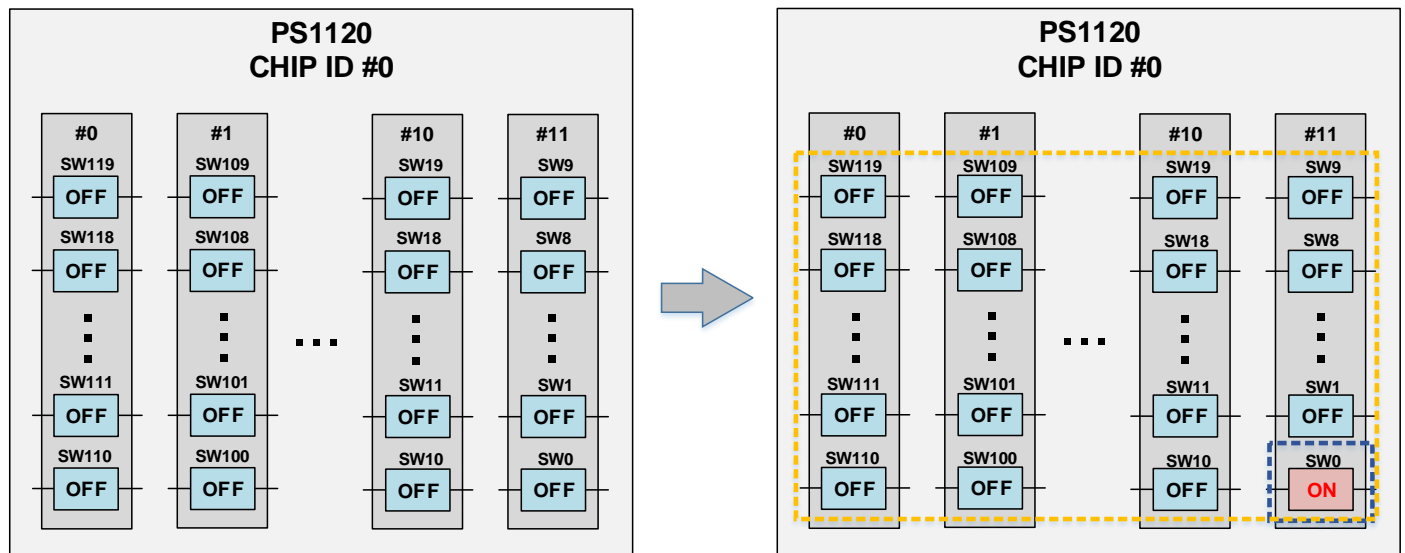 PS1120
CHIP ID #0
#0 #1 #10 #11
SW119 SW109 SW19 SW9
OFF OFF OFF OFF
SW118 SW108 SW18 SW8
OFF OFF OFF OFF
SW111 SW101 SW11 SW1
OFF OFF OFF OFF
SW110 SW100 SW10 SW0
OFF OFF OFF OFF
PS1120
CHIP ID #0
#0 #1 #10 #11
SW119 SW109 SW19 SW9
OFF OFF OFF OFF
SW118 SW108 SW18 SW8
OFF OFF OFF OFF
SW111 SW101 SW11 SW1
OFF OFF OFF OFF
SW110 SW100 SW10 SW0
OFF OFF OFF ON